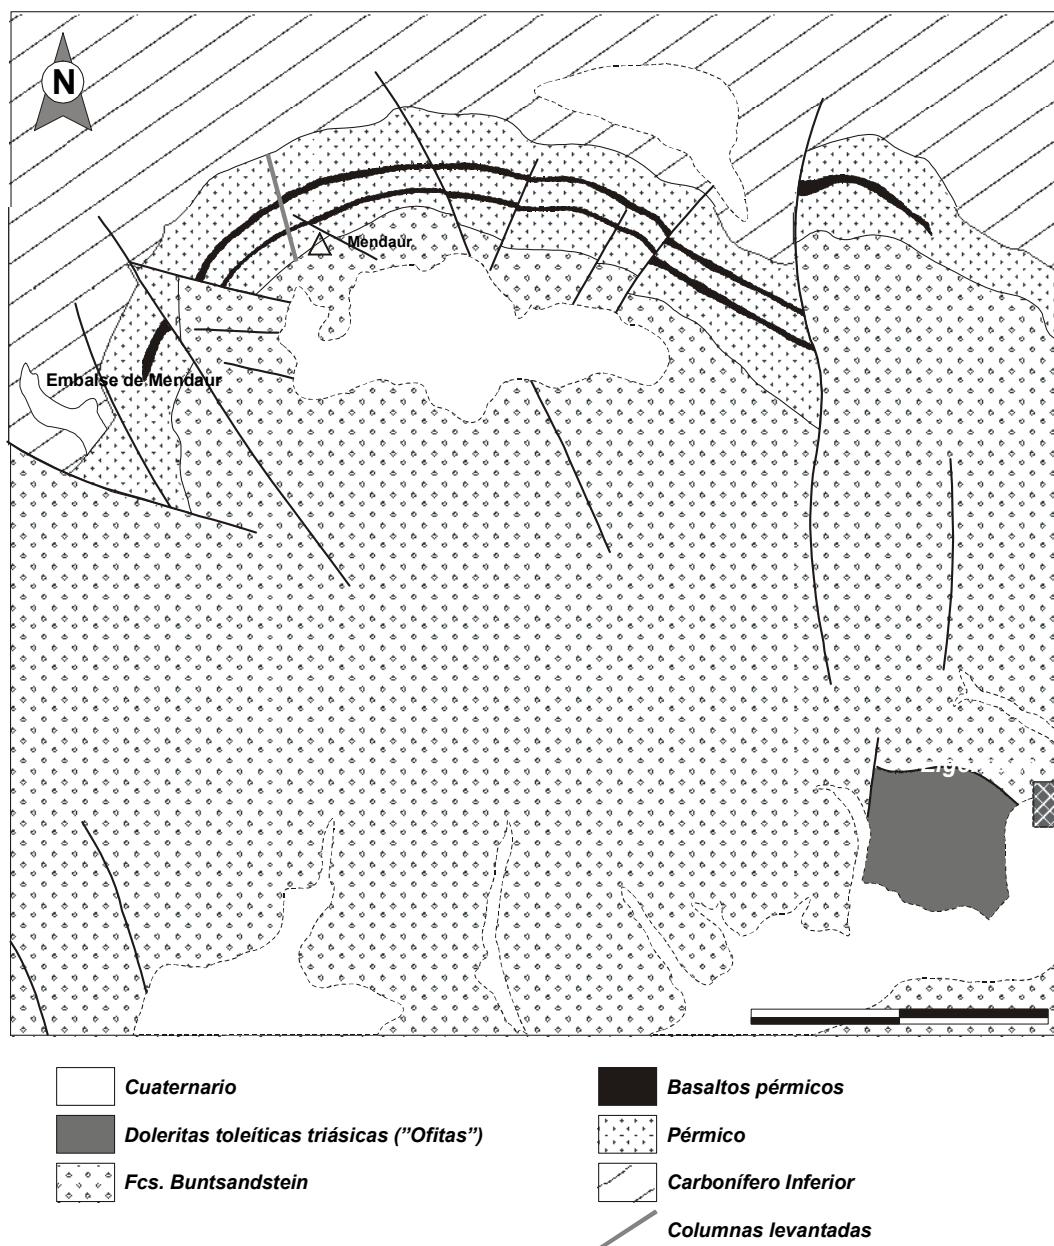 N
Mendaur
Embalse de Mendaur
Cuaternario
Doleritas toleíticas triásicas ("Ofitas")
Fcs. Buntsandstein
Basaltos pérmicos
Pérmico
Carbonífero Inferior
Columnas levantadas